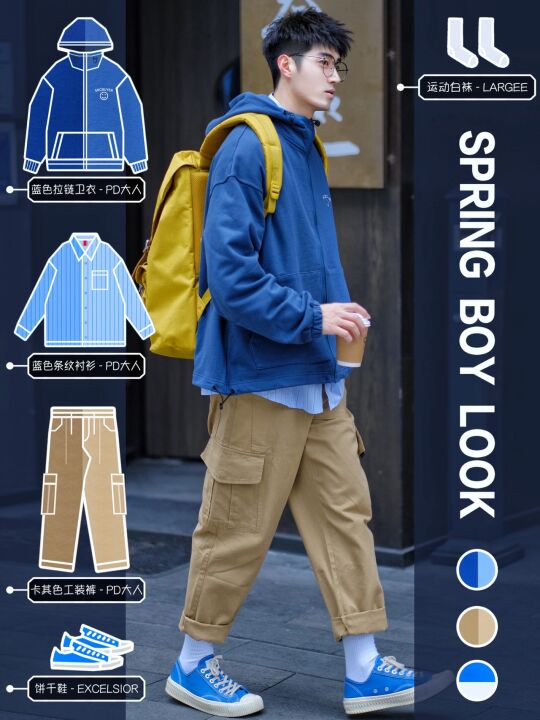 蓝色拉链卫衣 - PD大人
蓝色条纹衬衫 - PD大人
卡其色工装裤 - PD大人
饼干鞋 - EXCELSIOR
运动白袜 - LARGEE
SPRING BOY LOOK